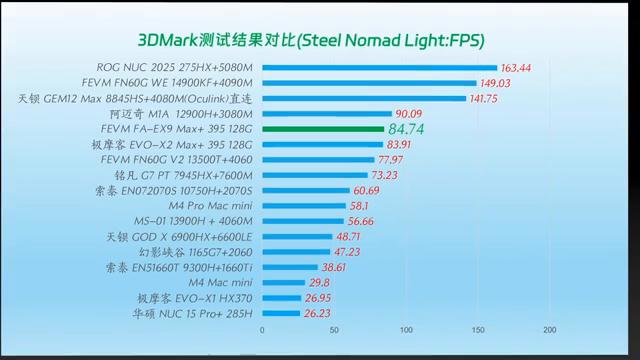 3DMark测试结果对比(Steel Nomad Light:FPS)
ROG NUC 2025 275HX+5080M 163.44
FEVM FN60G WE 14900KF+4090M 149.03
天钡 GEM12 Max 8845HS+4080M(Oculink)直连 141.75
阿迈奇 M1A 12900H+3080M 90.09
FEVM FA-EX9 Max+ 395 128G 84.74
极摩客 EVO-X2 Max+ 395 128G 83.91
FEVM FN60G V2 13500T+4060 77.97
铭凡 G7 PT 7945HX+7600M 73.23
索泰 EN072070S 10750H+2070S 60.69
M4 Pro Mac mini 58.1
MS-01 13900H + 4060M 56.66
天钡 GOD X 6900HX+6600LE 48.71
幻影峡谷 1165G7+2060 47.23
索泰 EN51660T 9300H+1660Ti 38.61
M4 Mac mini 29.8
极摩客 EVO-X1 HX370 26.95
华硕 NUC 15 Pro+ 285H 26.23
0 50 100 150 200